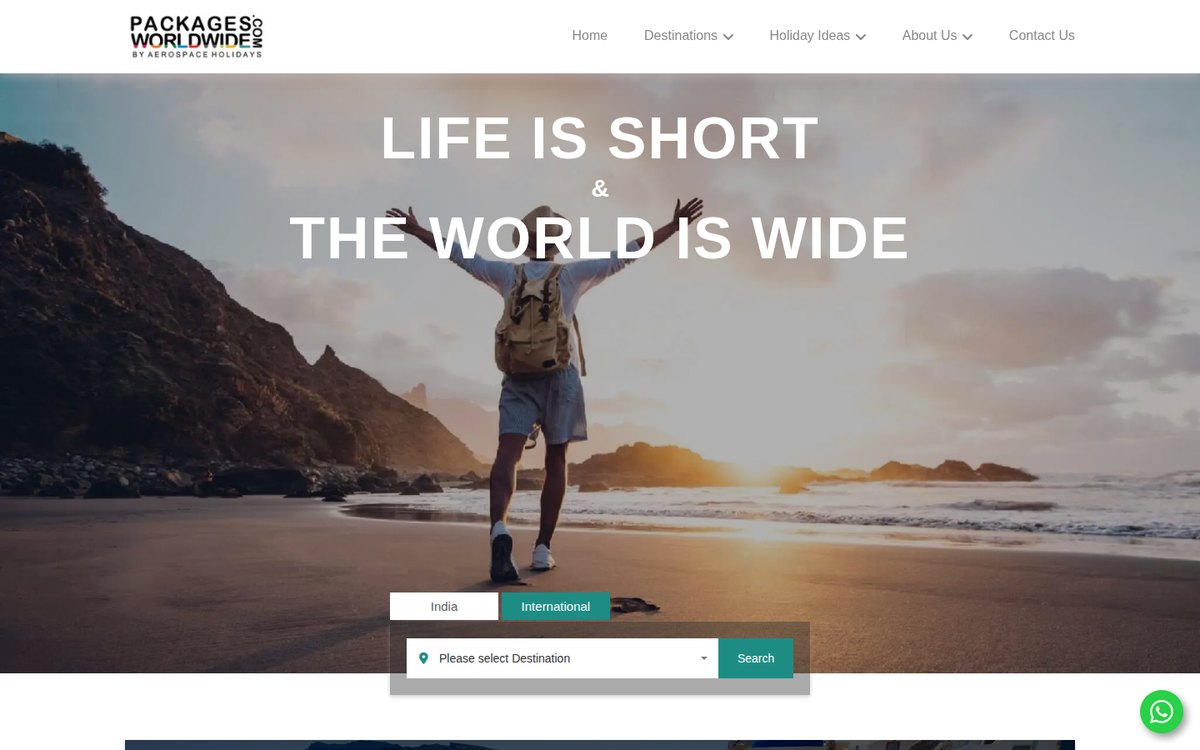 PACKAGES
WORLDWIDE.COM
BY AEROSPACE HOLIDAYS
Home
Destinations
Holiday Ideas
About Us
Contact Us
LIFE IS SHORT
&
THE WORLD IS WIDE
India
International
Please select Destination
Search